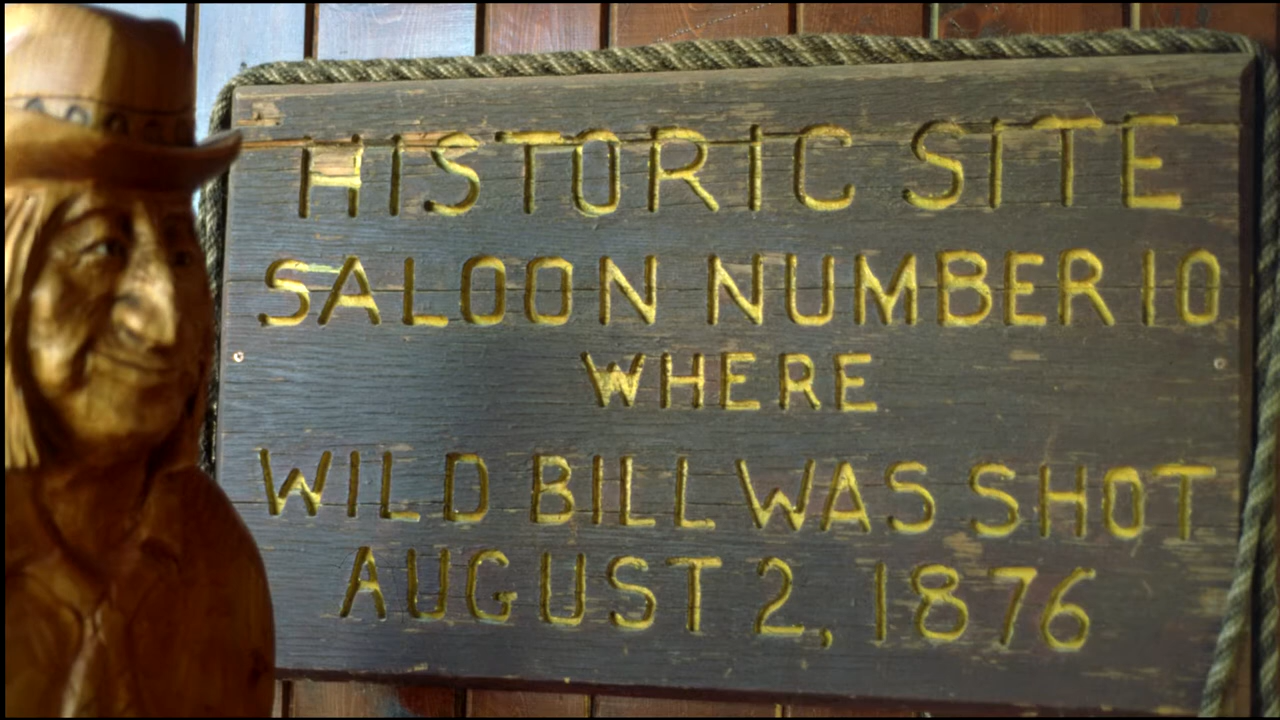 HISTORIC SITE
SALOON NUMBER 10
WHERE
WILD BILL WAS SHOT
AUGUST 2, 1876